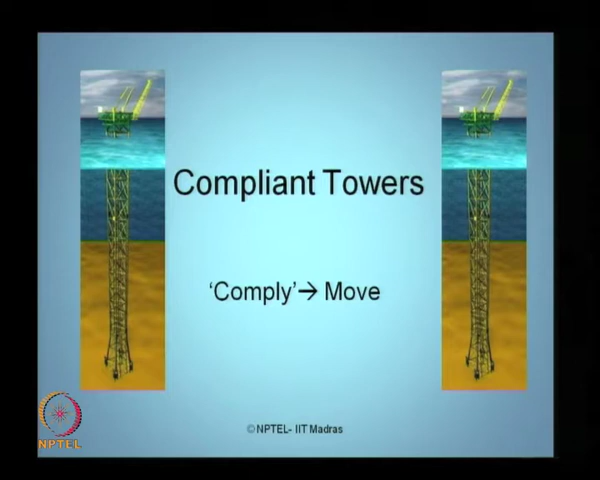 Compliant Towers
‘Comply’→ Move
© NPTEL- IIT Madras
NPTEL